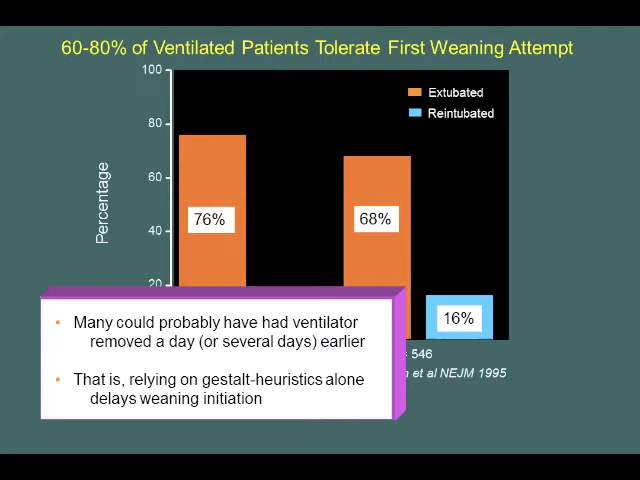 60-80% of Ventilated Patients Tolerate First Weaning Attempt
100
80
60
40
20
Percentage
Extubated
Reintubated
76%
68%
16%
• Many could probably have had ventilator
removed a day (or several days) earlier
• That is, relying on gestalt-heuristics alone
delays weaning initiation
546
et al NEJM 1995